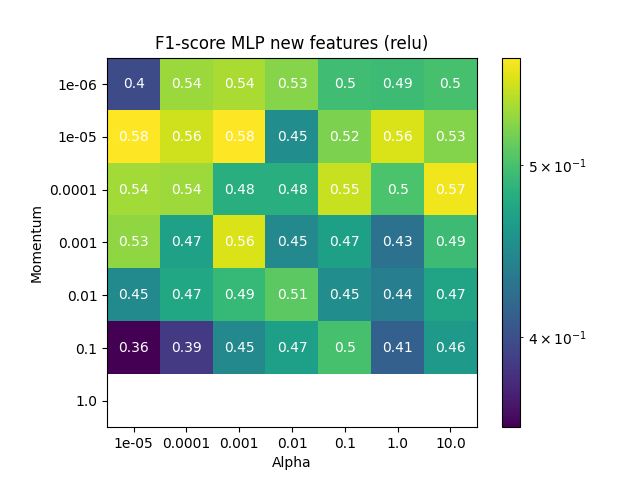 F1-score MLP new features (relu)
1e-06 0.4 0.54 0.54 0.53 0.5 0.49 0.5
1e-05 0.58 0.56 0.58 0.45 0.52 0.56 0.53
0.0001 0.54 0.54 0.48 0.48 0.55 0.5 0.57
0.001 0.53 0.47 0.56 0.45 0.47 0.43 0.49
0.01 0.45 0.47 0.49 0.51 0.45 0.44 0.47
0.1 0.36 0.39 0.45 0.47 0.5 0.41 0.46
1.0
Momentum
1e-05 0.0001 0.001 0.01 0.1 1.0 10.0
Alpha
5 × 10⁻¹
4 × 10⁻¹